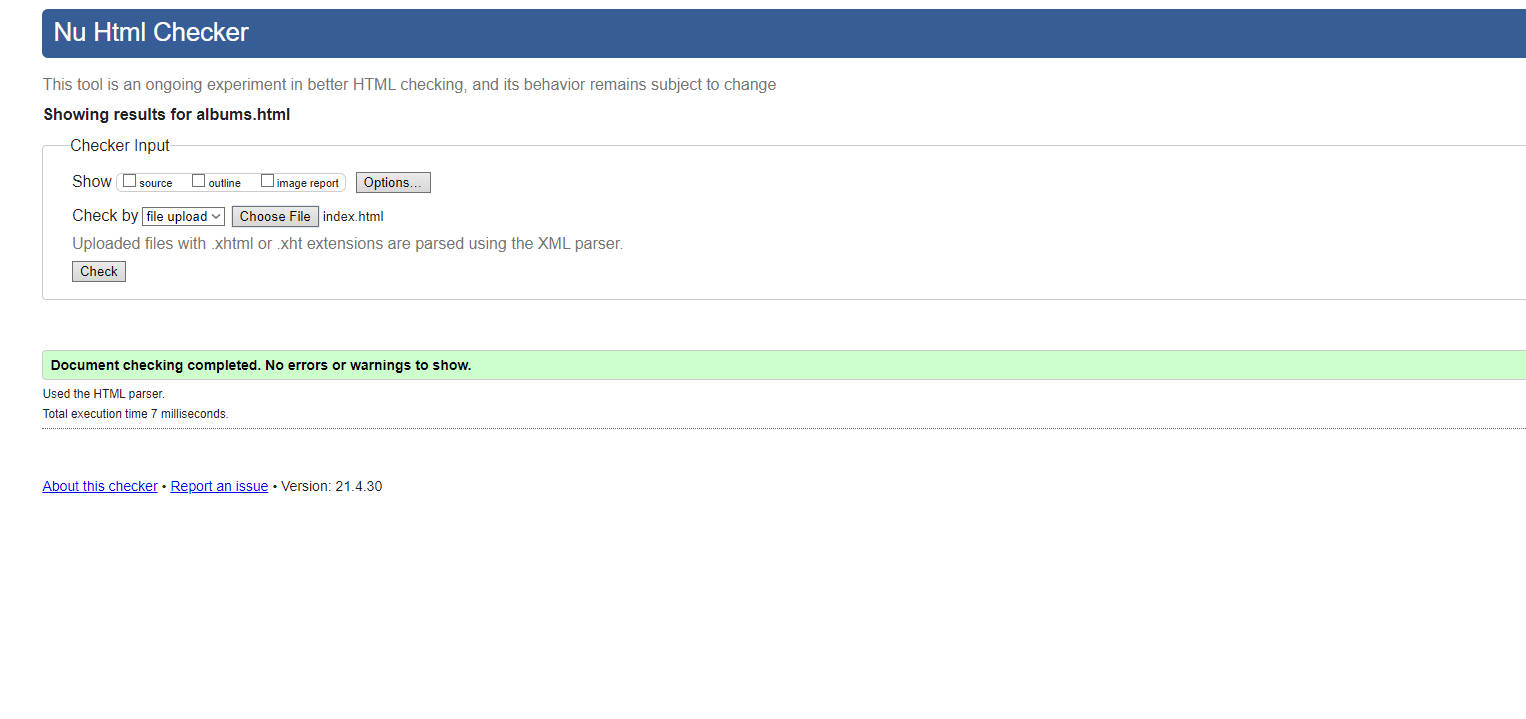 Nu Html Checker
This tool is an ongoing experiment in better HTML checking, and its behavior remains subject to change
Showing results for albums.html
Checker Input
Show source outline image report Options...
Check by file upload Choose File index.html
Uploaded files with .xhtml or .xht extensions are parsed using the XML parser.
Check
Document checking completed. No errors or warnings to show.
Used the HTML parser.
Total execution time 7 milliseconds.
About this checker • Report an issue • Version: 21.4.30